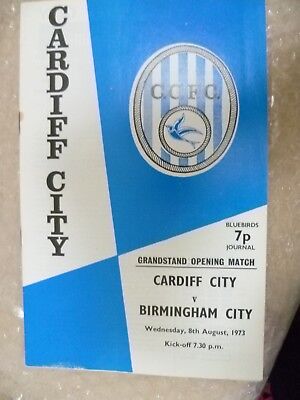 CARDIFF CITY
C.C.F.C.
BLUEBIRDS
7p
JOURNAL
GRANDSTAND OPENING MATCH
CARDIFF CITY
v
BIRMINGHAM CITY
Wednesday, 8th August, 1973
Kick-off 7.30 p.m.